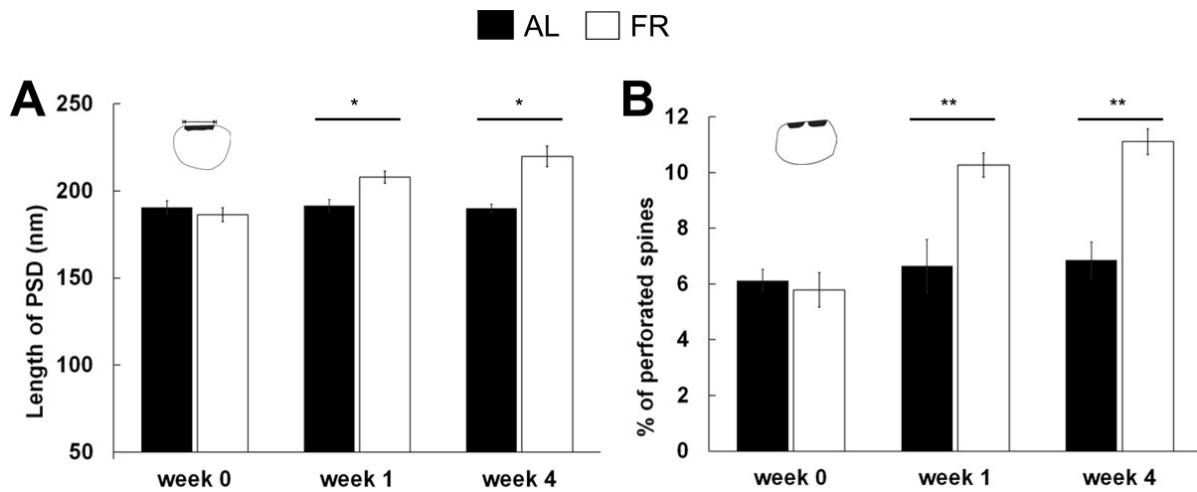 AL FR
A
250
200
150
100
50
Length of PSD (nm)
* *
week 0 week 1 week 4
B
12
10
8
6
4
2
0
% of perforated spines
** **
week 0 week 1 week 4